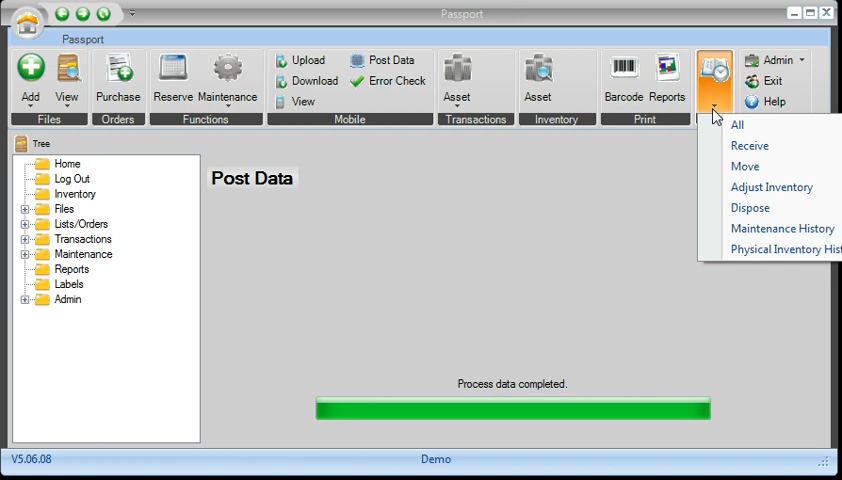 Passport
Passport
Add
View
Files
Purchase
Orders
Reserve
Maintenance
Functions
Upload
Download
View
Post Data
Error Check
Mobile
Asset
Transactions
Asset
Inventory
Barcode
Reports
Print
Admin
Exit
Help
All
Receive
Move
Adjust Inventory
Dispose
Maintenance History
Physical Inventory Hist
Tree
Home
Log Out
Inventory
Files
Lists/Orders
Transactions
Maintenance
Reports
Labels
Admin
Post Data
Process data completed.
V5.06.08
Demo